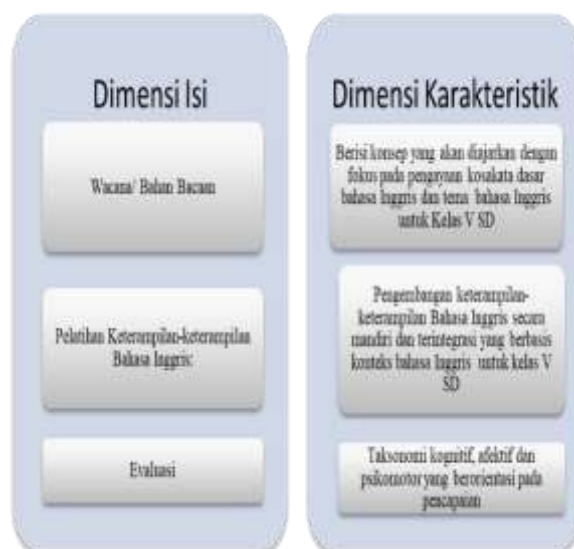 Dimensi Isi
Wacana/ Bahan Bacaan
Pelatihan Keterampilan-keterampilan
Bahasa Inggris:
Evaluasi
Dimensi Karakteristik
Berisi konsep yang akan diajarkan dengan
fokus pada pengayaan kosakata dasar
bahasa Inggris dan tema bahasa Inggris
untuk Kelas V SD
Pengembangan keterampilan-
keterampilan Bahasa Inggris secara
mandiri dan terintegrasi yang berbasis
konteks bahasa Inggris untuk kelas V
SD
Taksonomi kognitif, afektif dan
psikomotor yang berorientasi pada
pencapaian